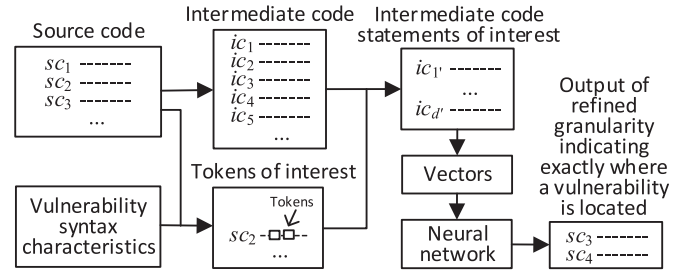 Source code
sc1 -------
sc2 -------
sc3 -------
...
Vulnerability
syntax
characteristics
Intermediate code
ic1 -------
ic2 -------
ic3 -------
ic4 -------
ic5 -------
...
Tokens of interest
Tokens
sc2
...
Intermediate code
statements of interest
ic1' -------
...
icd' -------
Vectors
Neural
network
Output of
refined
granularity
indicating
exactly where
a vulnerability
is located
sc3 -------
sc4 -------